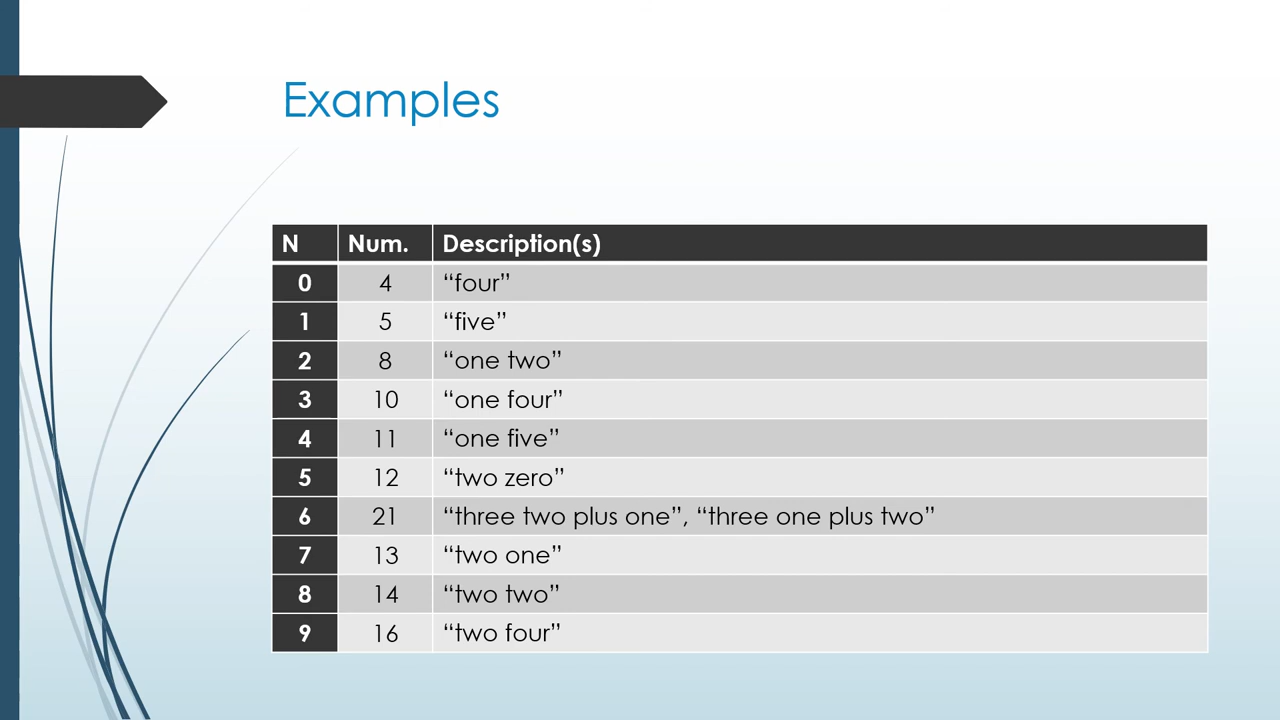 Examples
N Num. Description(s)
0 4 “four”
1 5 “five”
2 8 “one two”
3 10 “one four”
4 11 “one five”
5 12 “two zero”
6 21 “three two plus one”, “three one plus two”
7 13 “two one”
8 14 “two two”
9 16 “two four”